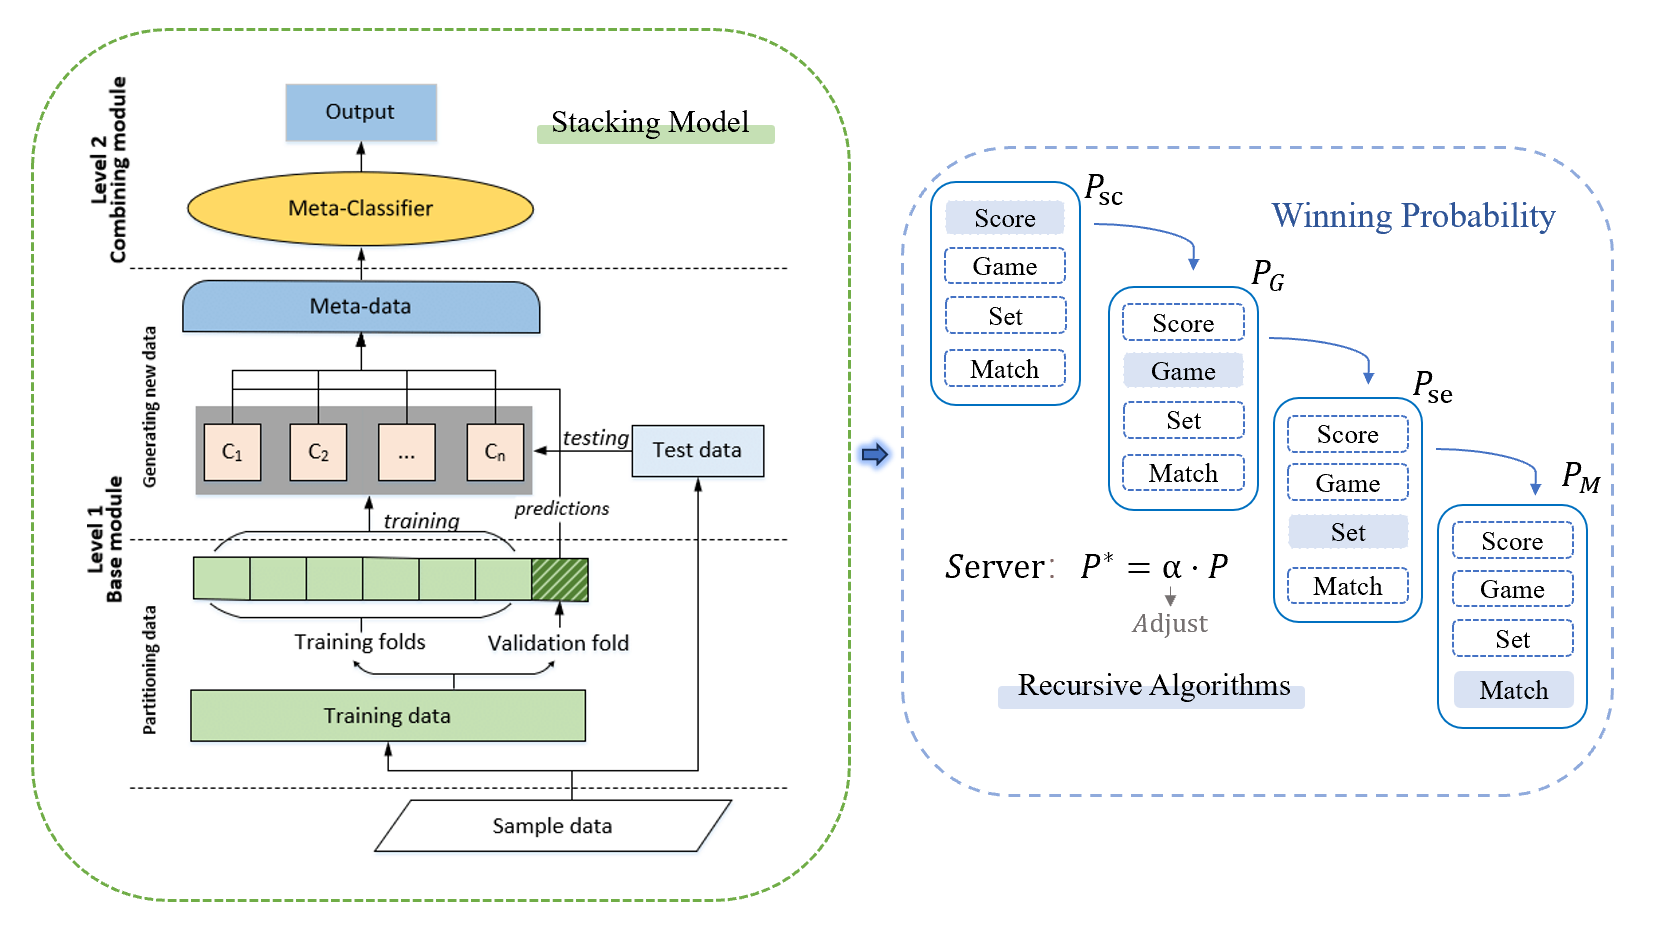 Level 2
Combining module
Output
Stacking Model
Meta-Classifier
Meta-data
Generating new data
C1
C2
...
Cn
testing
Test data
predictions
training
Level 1
Base module
Partitioning data
Training folds
Validation fold
Training data
Sample data
Winning Probability
Psc
Score
Game
Set
Match
PG
Score
Game
Set
Match
Pse
Score
Game
Set
Match
PM
Score
Game
Set
Match
Server: P* = α · P
Adjust
Recursive Algorithms